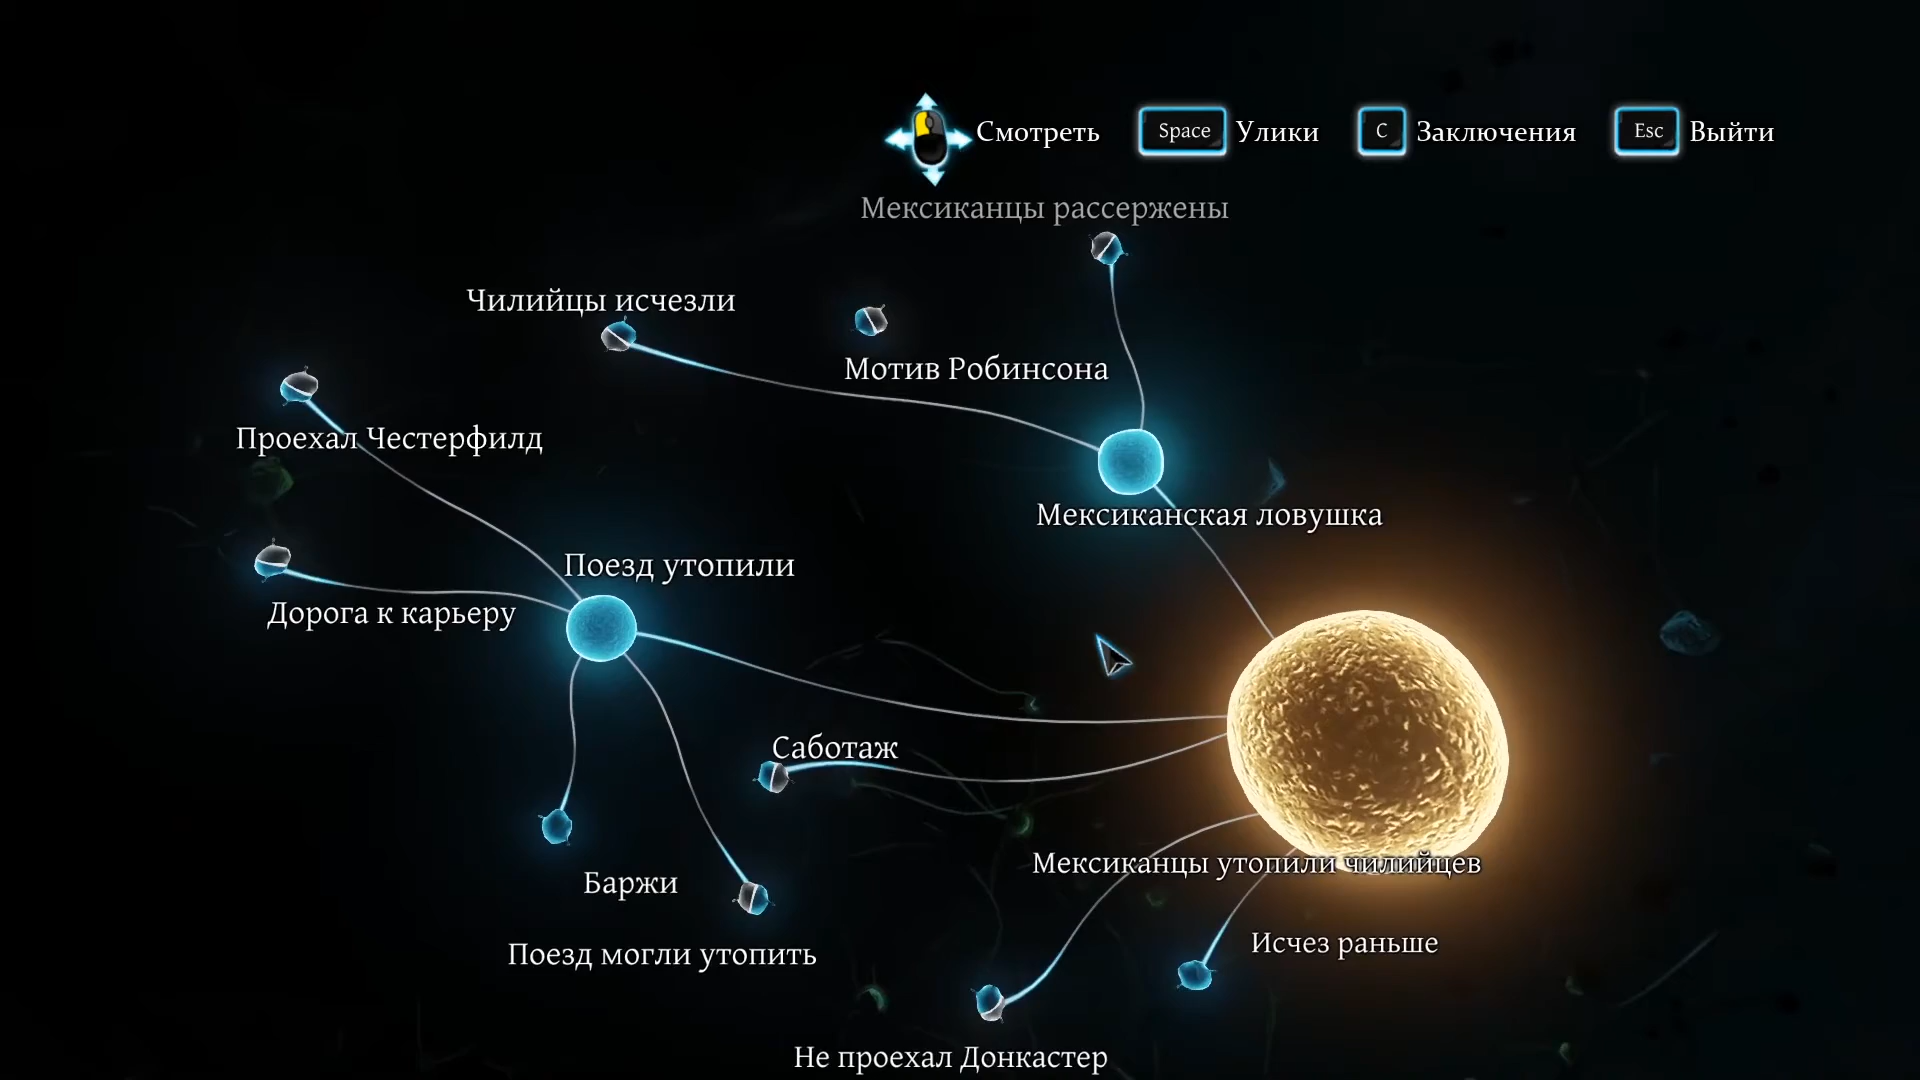 Смотреть
Space Улики
C Заключения
Esc Выйти
Мексиканцы рассержены
Чилийцы исчезли
Мотив Робинсона
Проехал Честерфилд
Мексиканская ловушка
Поезд утопили
Дорога к карьеру
Саботаж
Мексиканцы утопили чилийцев
Баржи
Исчез раньше
Поезд могли утопить
Не проехал Донкастер